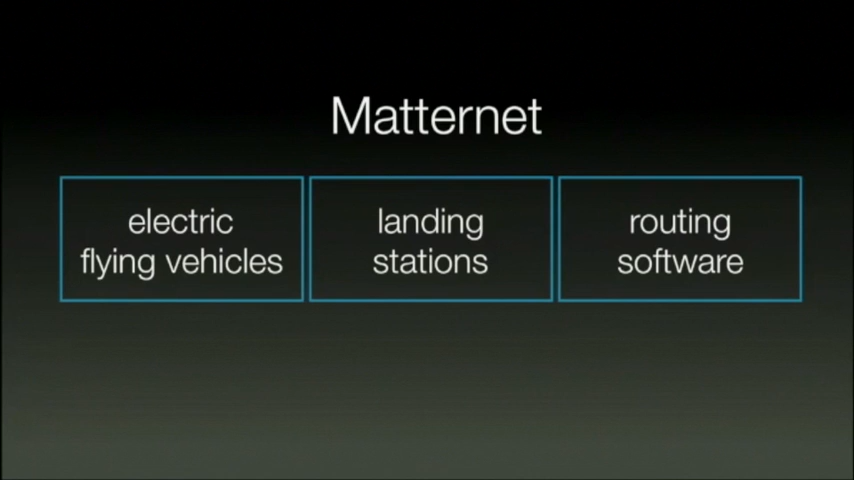 Matternet
electric
flying vehicles
landing
stations
routing
software